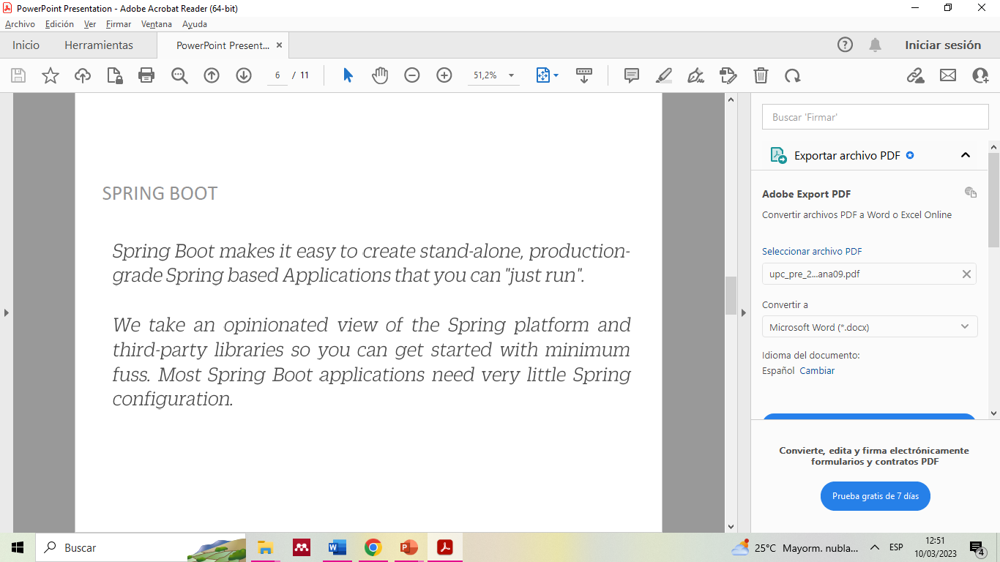 PowerPoint Presentation - Adobe Acrobat Reader (64-bit)
Archivo Edición Ver Firmar Ventana Ayuda
Inicio Herramientas PowerPoint Present... Iniciar sesión
6 / 11 51,2%
Buscar 'Firmar'
Exportar archivo PDF
Adobe Export PDF
Convertir archivos PDF a Word o Excel Online
Seleccionar archivo PDF
upc_pre_2...ana09.pdf
Convertir a
Microsoft Word (*.docx)
Idioma del documento:
Español Cambiar
Convierte, edita y firma electrónicamente
formularios y contratos PDF
Prueba gratis de 7 días
SPRING BOOT
Spring Boot makes it easy to create stand-alone, production-
grade Spring based Applications that you can "just run".
We take an opinionated view of the Spring platform and
third-party libraries so you can get started with minimum
fuss. Most Spring Boot applications need very little Spring
configuration.
Buscar
25°C Mayorm. nubla... ESP
12:51
10/03/2023
4